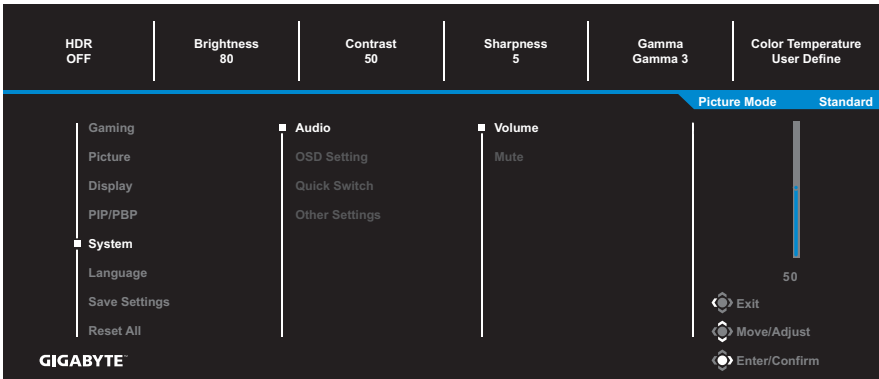 HDR
OFF
Brightness
80
Contrast
50
Sharpness
5
Gamma
Gamma 3
Color Temperature
User Define
Picture Mode Standard
Gaming
Picture
Display
PIP/PBP
System
Language
Save Settings
Reset All
Audio
OSD Setting
Quick Switch
Other Settings
Volume
Mute
50
Exit
Move/Adjust
Enter/Confirm
GIGABYTE™